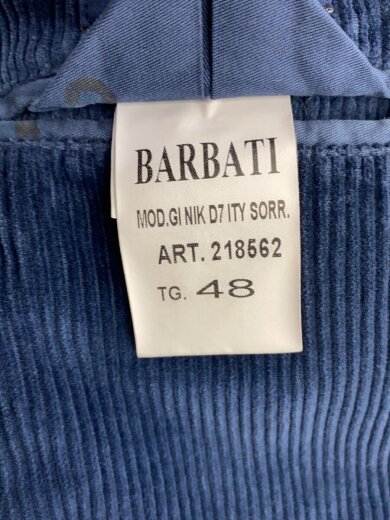 BARBATI
MOD.GI NIK D7 ITY SORR.
ART. 218562
TG. 48